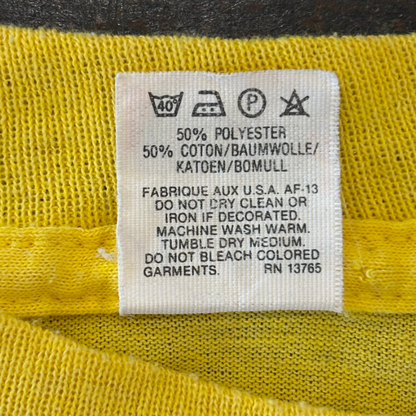 40°
P
50% POLYESTER
50% COTON/BAUMWOLLE/
KATOEN/BOMULL
FABRIQUE AUX U.S.A. AF-13
DO NOT DRY CLEAN OR
IRON IF DECORATED.
MACHINE WASH WARM.
TUMBLE DRY MEDIUM.
DO NOT BLEACH COLORED
GARMENTS. RN 13765